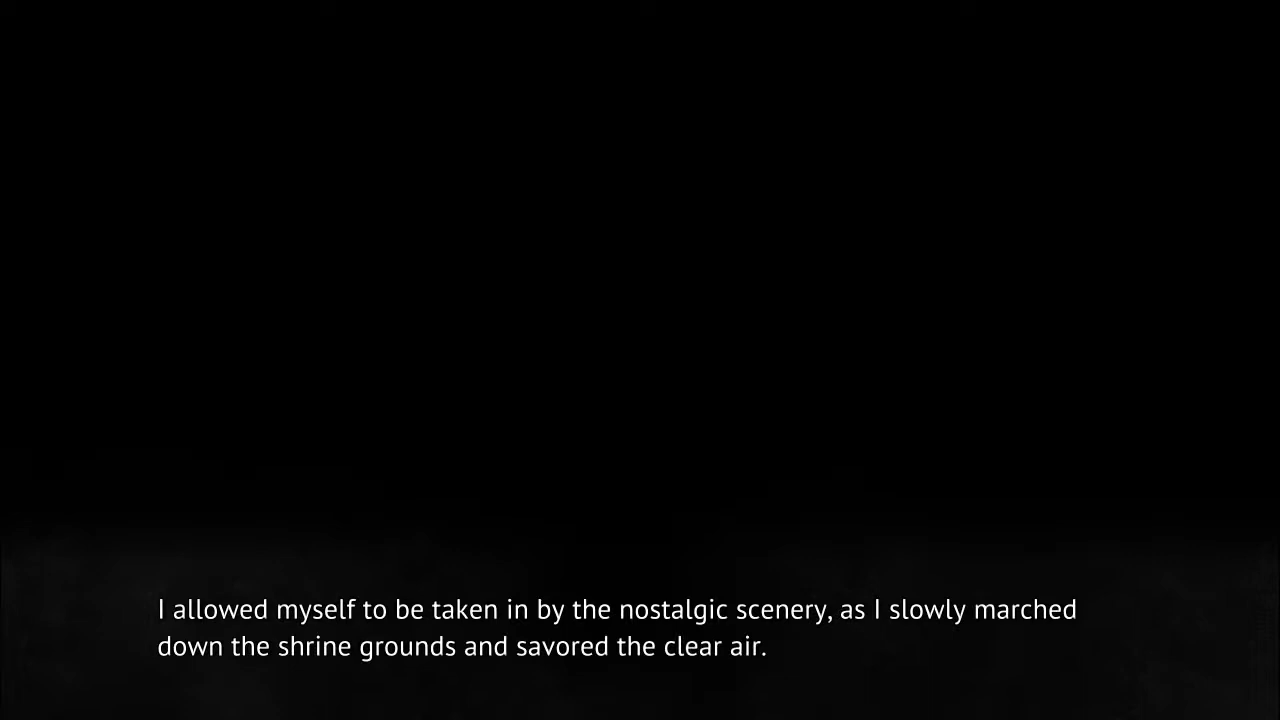 I allowed myself to be taken in by the nostalgic scenery, as I slowly marched
down the shrine grounds and savored the clear air.